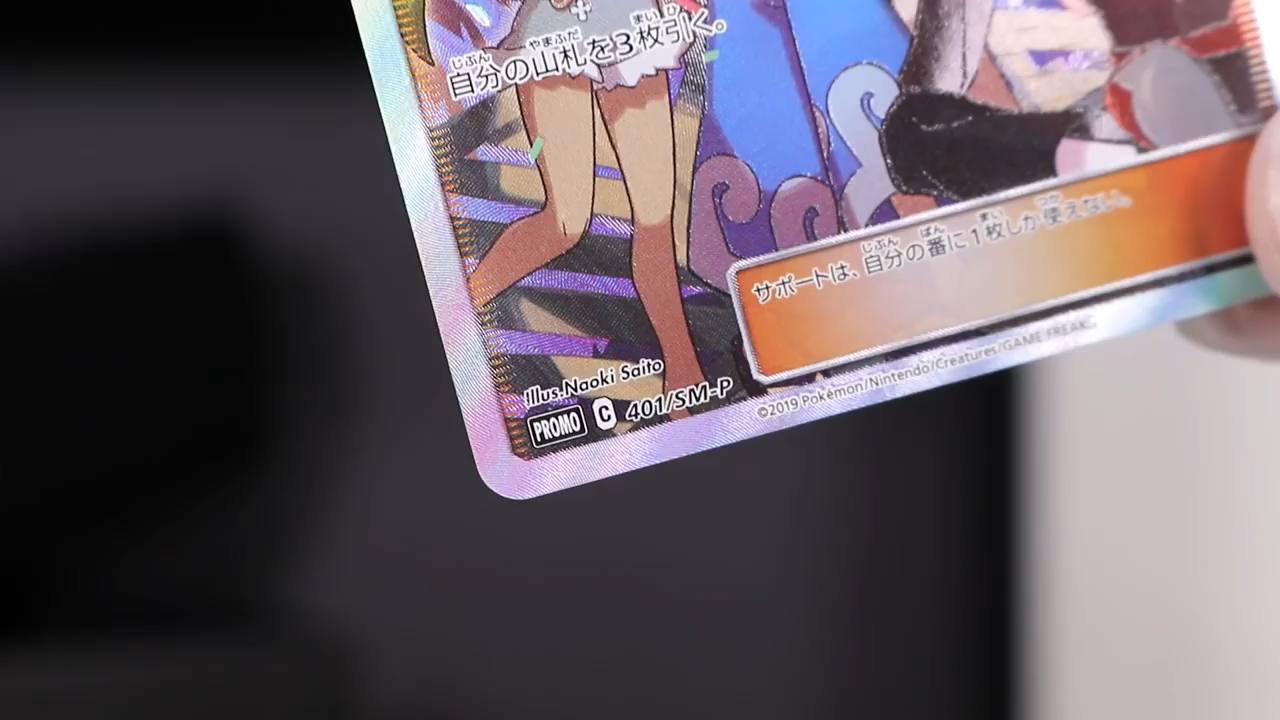 自分の山札を3枚引く。
サポートは、自分の番に1枚しか使えない。
Illus.Naoki Saito
PROMO C 401/SM-P
©2019 Pokémon/Nintendo/Creatures/GAME FREAK.